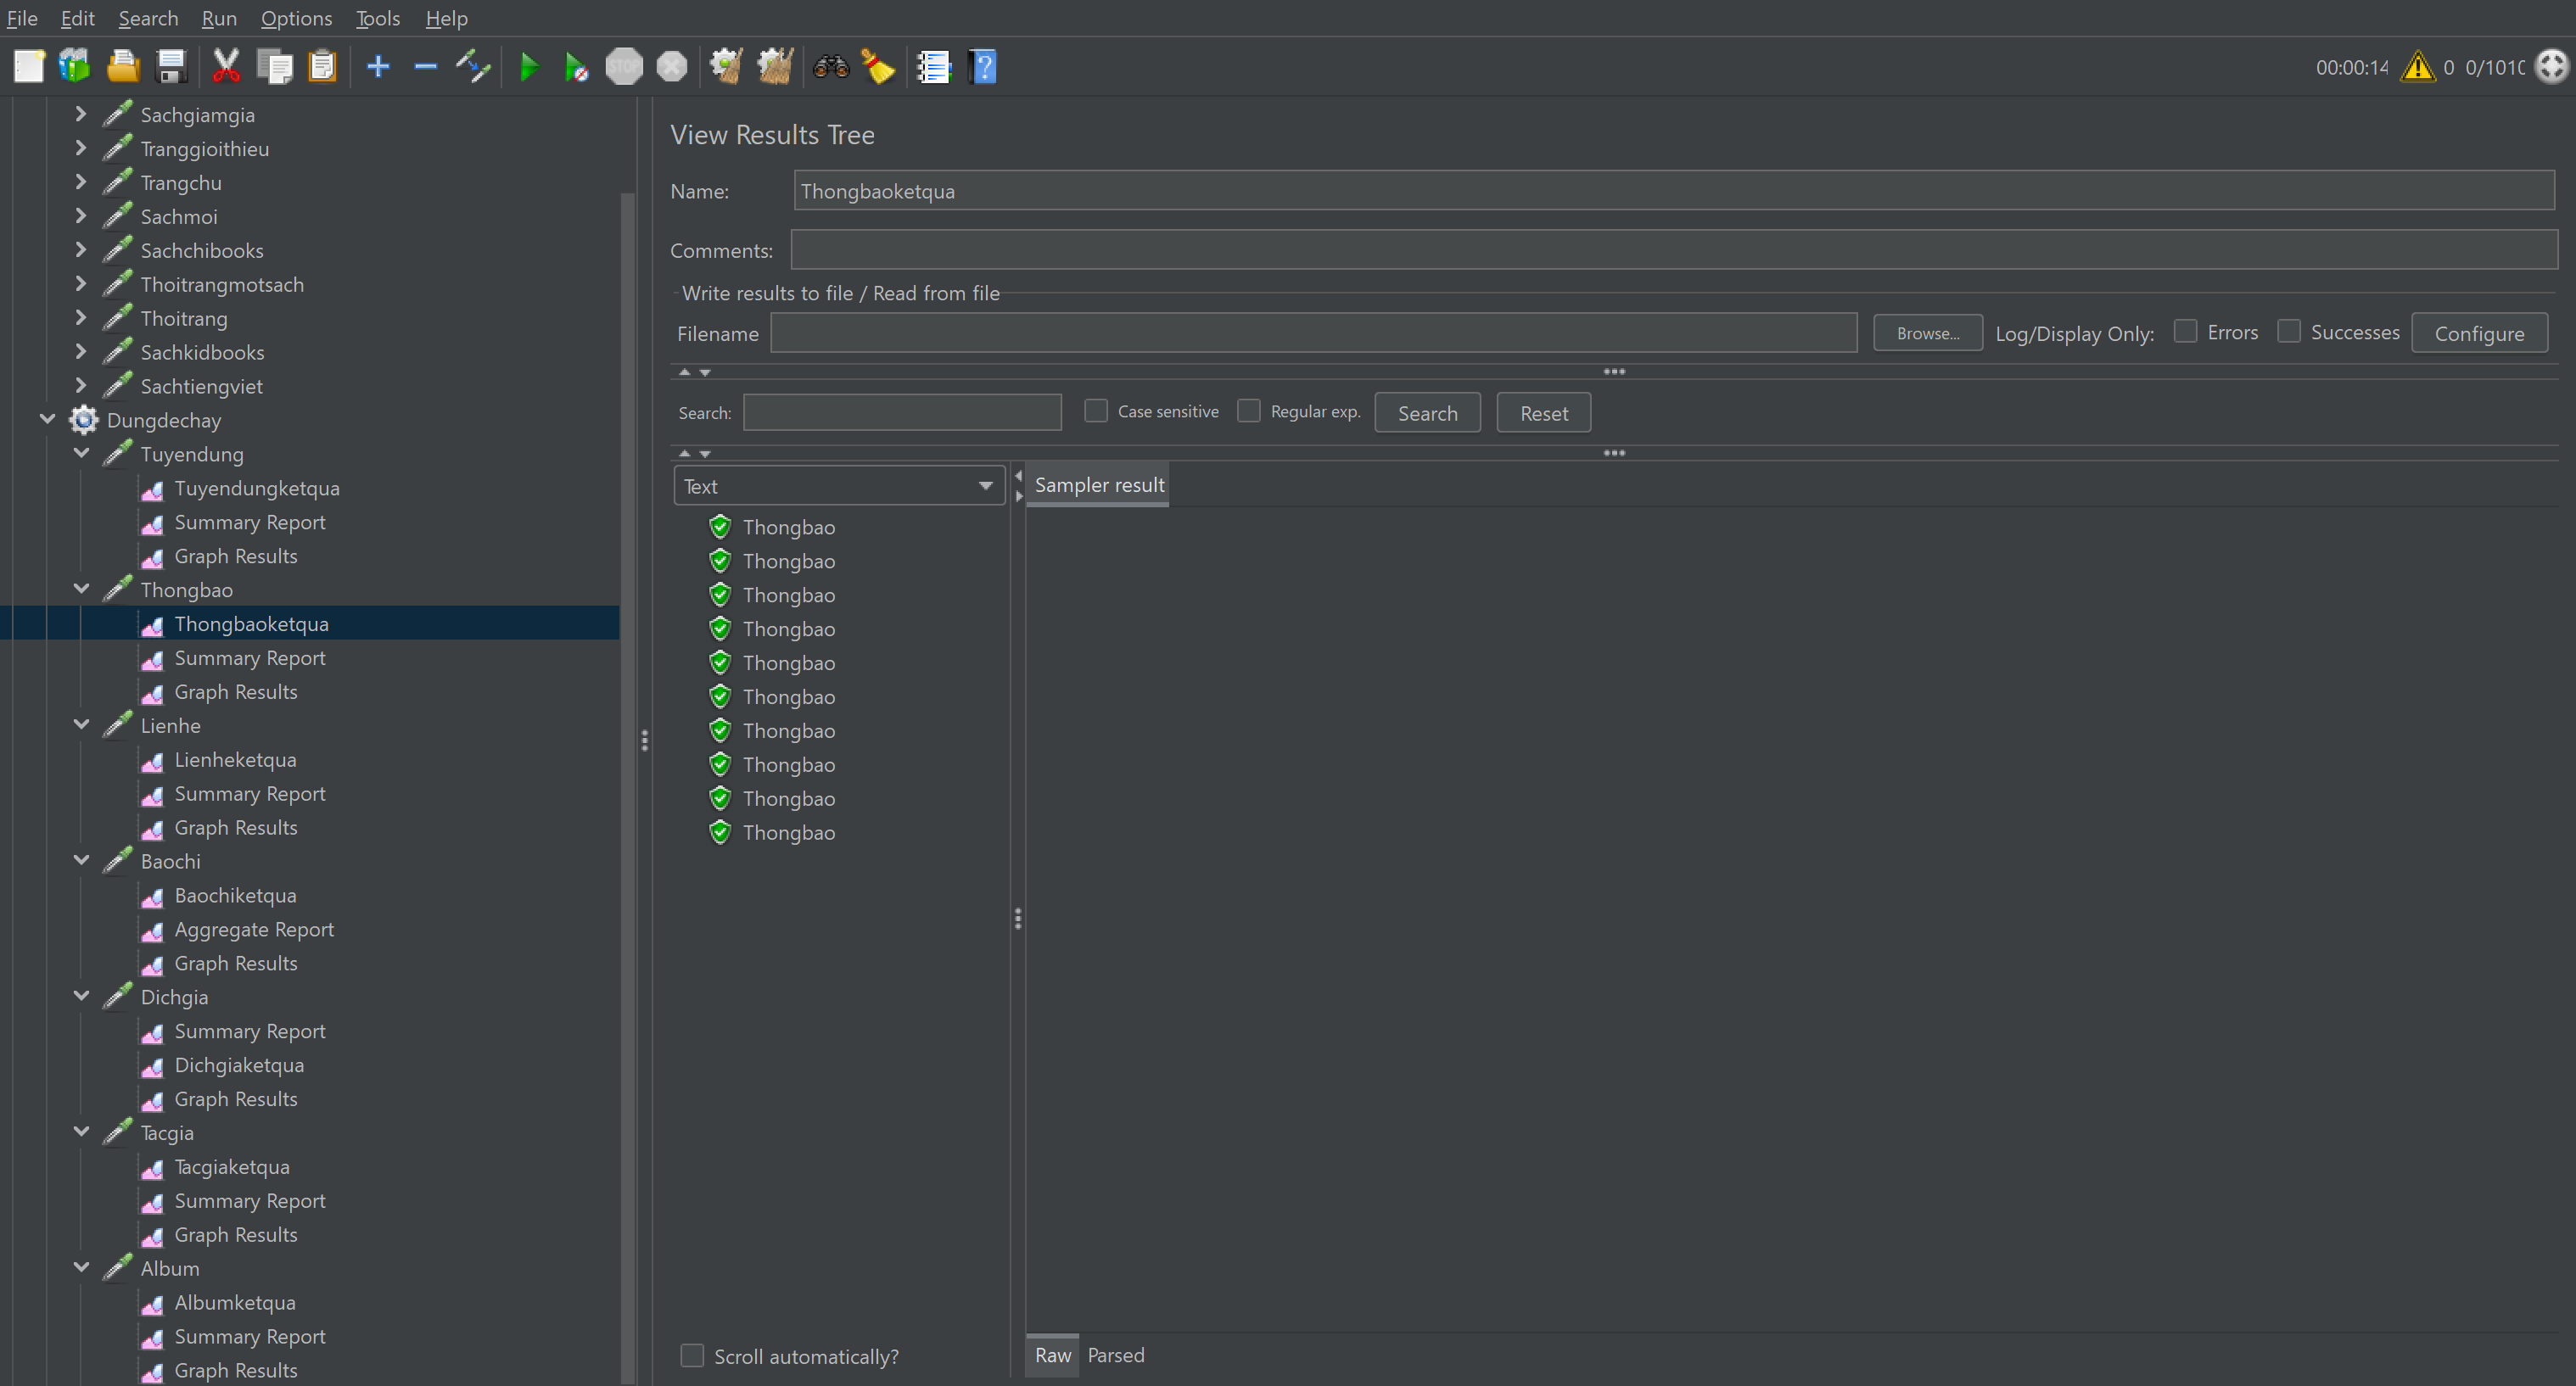 File Edit Search Run Options Tools Help
STOP
00:00:14 0 0/1010
Sachgiamgia
Tranggioithieu
Trangchu
Sachmoi
Sachchibooks
Thoitrangmotsach
Thoitrang
Sachkidbooks
Sachtiengviet
Dungdechay
Tuyendung
Tuyendungketqua
Summary Report
Graph Results
Thongbao
Thongbaoketqua
Summary Report
Graph Results
Lienhe
Lienheketqua
Summary Report
Graph Results
Baochi
Baochiketqua
Aggregate Report
Graph Results
Dichgia
Summary Report
Dichgiaketqua
Graph Results
Tacgia
Tacgiaketqua
Summary Report
Graph Results
Album
Albumketqua
Summary Report
Graph Results
View Results Tree
Name: Thongbaoketqua
Comments:
Write results to file / Read from file
Filename Browse... Log/Display Only: Errors Successes Configure
Search: Case sensitive Regular exp. Search Reset
Text
Sampler result
Thongbao
Thongbao
Thongbao
Thongbao
Thongbao
Thongbao
Thongbao
Thongbao
Thongbao
Thongbao
Scroll automatically?
Raw Parsed